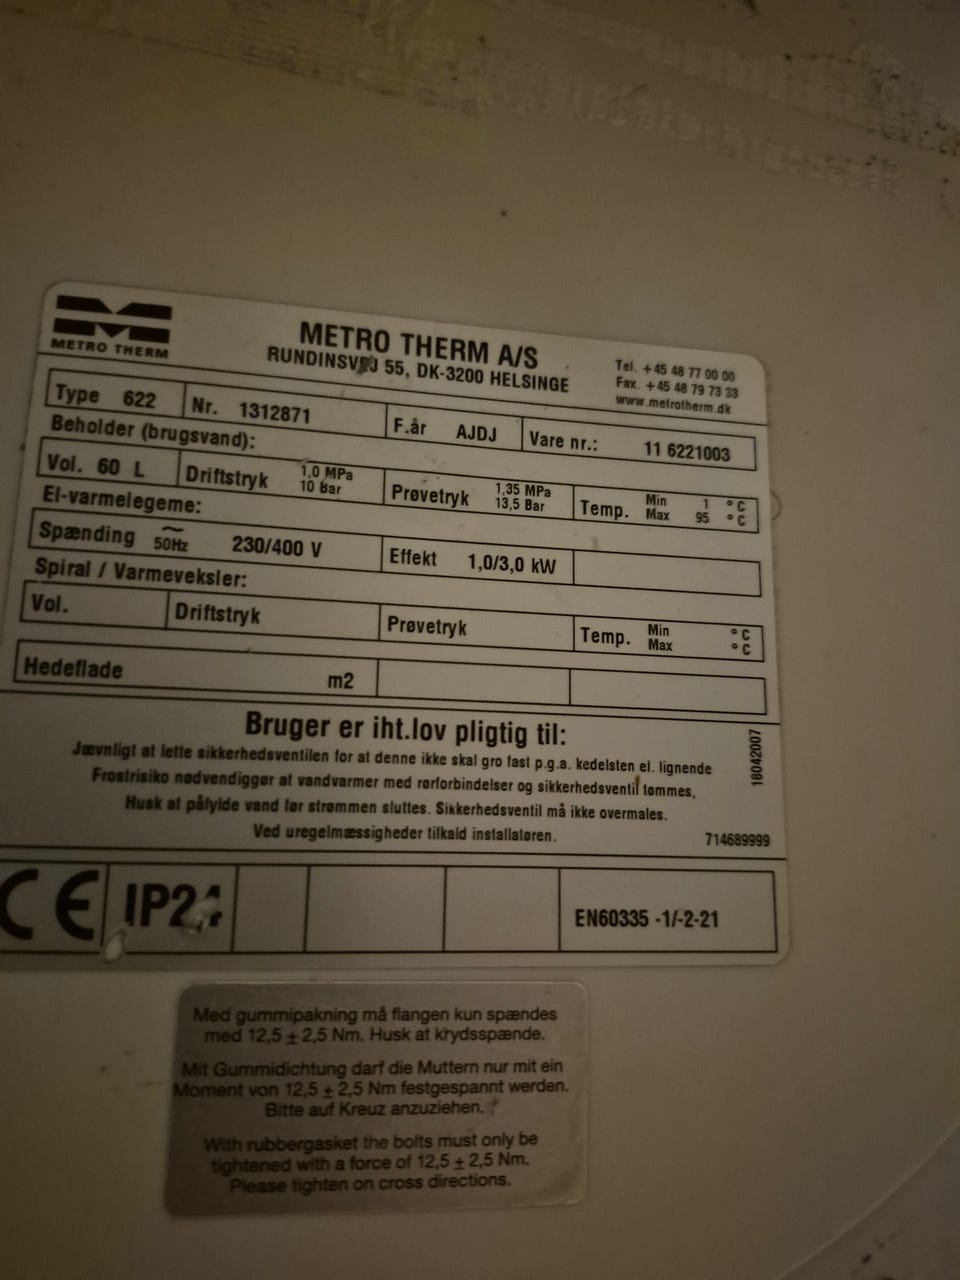 METRO THERM
METRO THERM A/S
RUNDINSVEJ 55, DK-3200 HELSINGE
Tel. +45 48 77 00 00
Fax. +45 48 79 73 33
www.metrotherm.dk
Type 622 Nr. 1312871 F.år AJDJ Vare nr.: 11 6221003
Beholder (brugsvand):
Vol. 60 L Driftstryk 1,0 MPa 10 Bar Prøvetryk 1,35 MPa 13,5 Bar Temp. Min 1 °C Max 95 °C
El-varmelegeme:
Spænding ~ 50Hz 230/400 V Effekt 1,0/3,0 kW
Spiral / Varmeveksler:
Vol. Driftstryk Prøvetryk Temp. Min °C Max °C
Hedeflade m2
Bruger er iht.lov pligtig til:
Jævnligt at lette sikkerhedsventilen for at denne ikke skal gro fast p.g.a. kedelsten el. lignende
Frostrisiko nødvendiggør at vandvarmer med rørforbindelser og sikkerhedsventil tømmes,
Husk at påfylde vand før strømmen sluttes. Sikkerhedsventil må ikke overmales.
Ved uregelmæssigheder tilkald installatøren.
18042007
714689999
CE IP24 EN60335 -1/-2-21
Med gummipakning må flangen kun spændes
med 12,5 ± 2,5 Nm. Husk at krydsspænde.
Mit Gummidichtung darf die Muttern nur mit ein
Moment von 12,5 ± 2,5 Nm festgespannt werden.
Bitte auf Kreuz anzuziehen.
With rubbergasket the bolts must only be
tightened with a force of 12,5 ± 2,5 Nm.
Please tighten on cross directions.